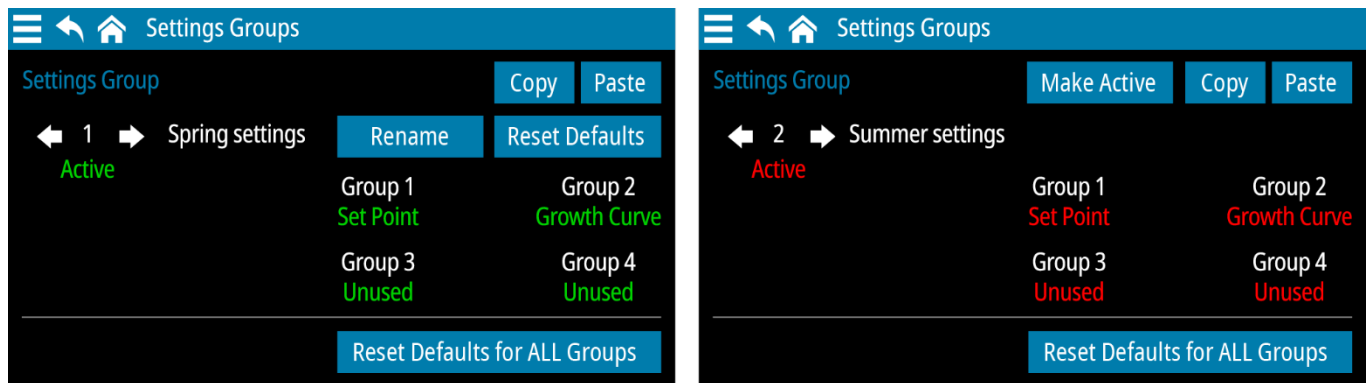 Settings Groups
Settings Group
Copy
Paste
1
Spring settings
Rename
Reset Defaults
Active
Group 1
Group 2
Set Point
Growth Curve
Group 3
Group 4
Unused
Unused
Reset Defaults for ALL Groups
Settings Groups
Settings Group
Make Active
Copy
Paste
2
Summer settings
Active
Group 1
Group 2
Set Point
Growth Curve
Group 3
Group 4
Unused
Unused
Reset Defaults for ALL Groups